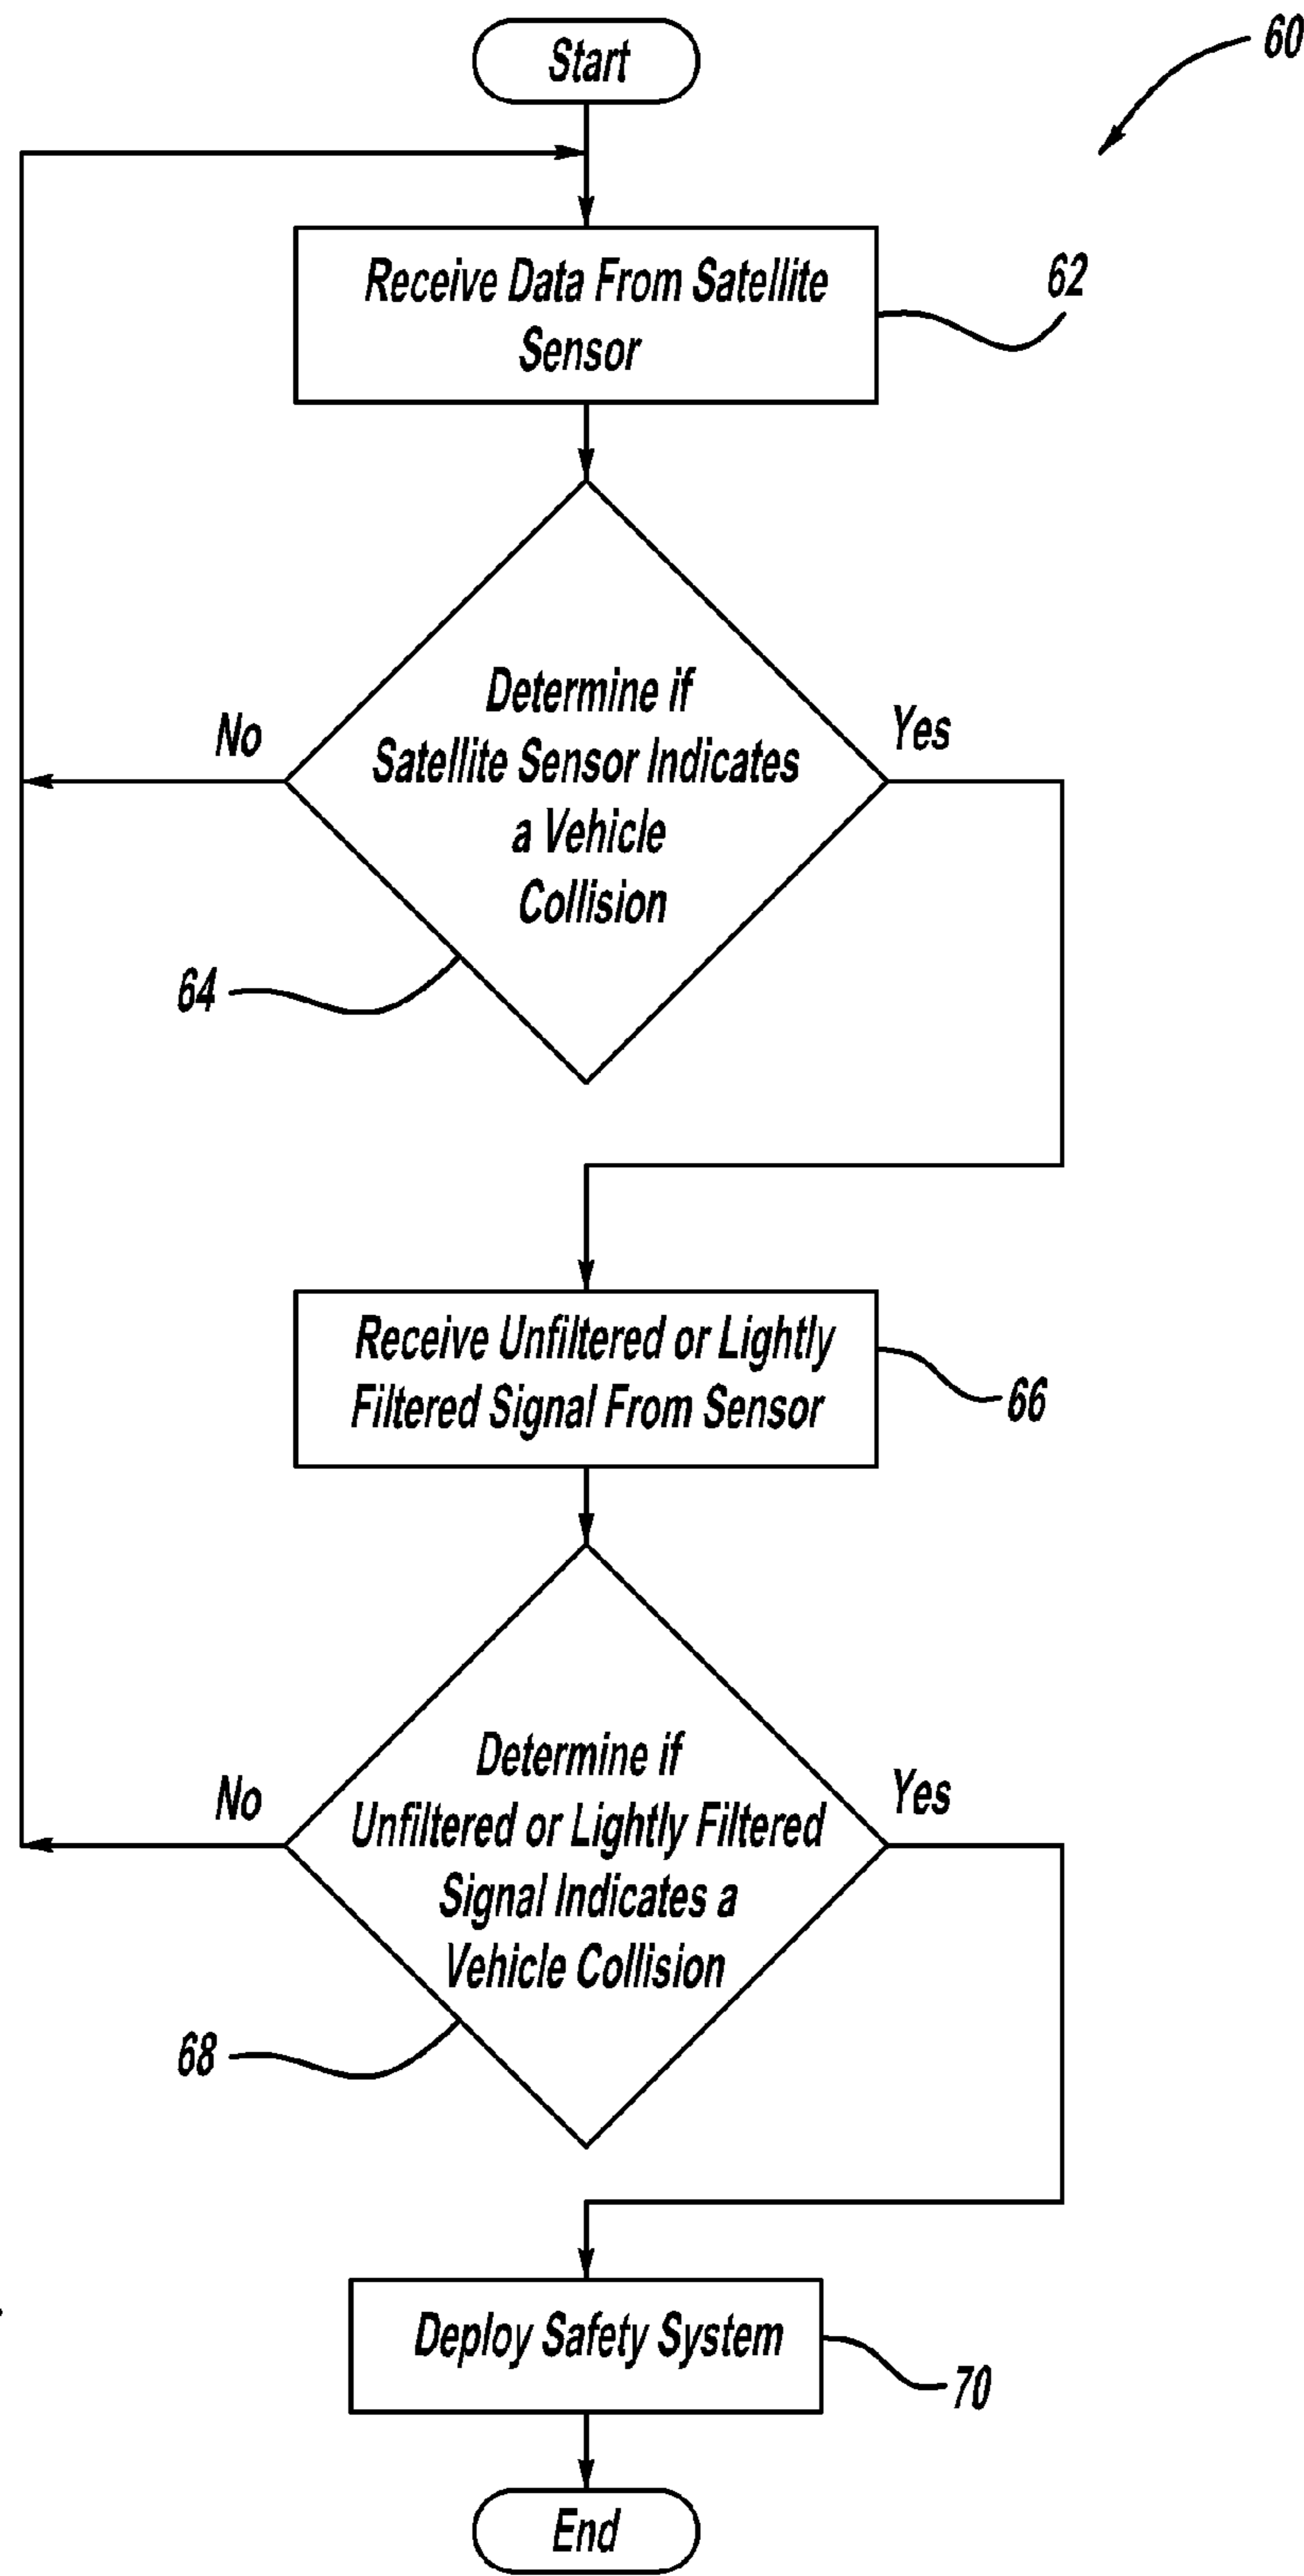 Start
60
Receive Data From Satellite
Sensor
62
Determine if
Satellite Sensor Indicates
a Vehicle
Collision
No
Yes
64
Receive Unfiltered or Lightly
Filtered Signal From Sensor
66
Determine if
Unfiltered or Lightly Filtered
Signal Indicates a
Vehicle Collision
No
Yes
68
Deploy Safety System
70
End